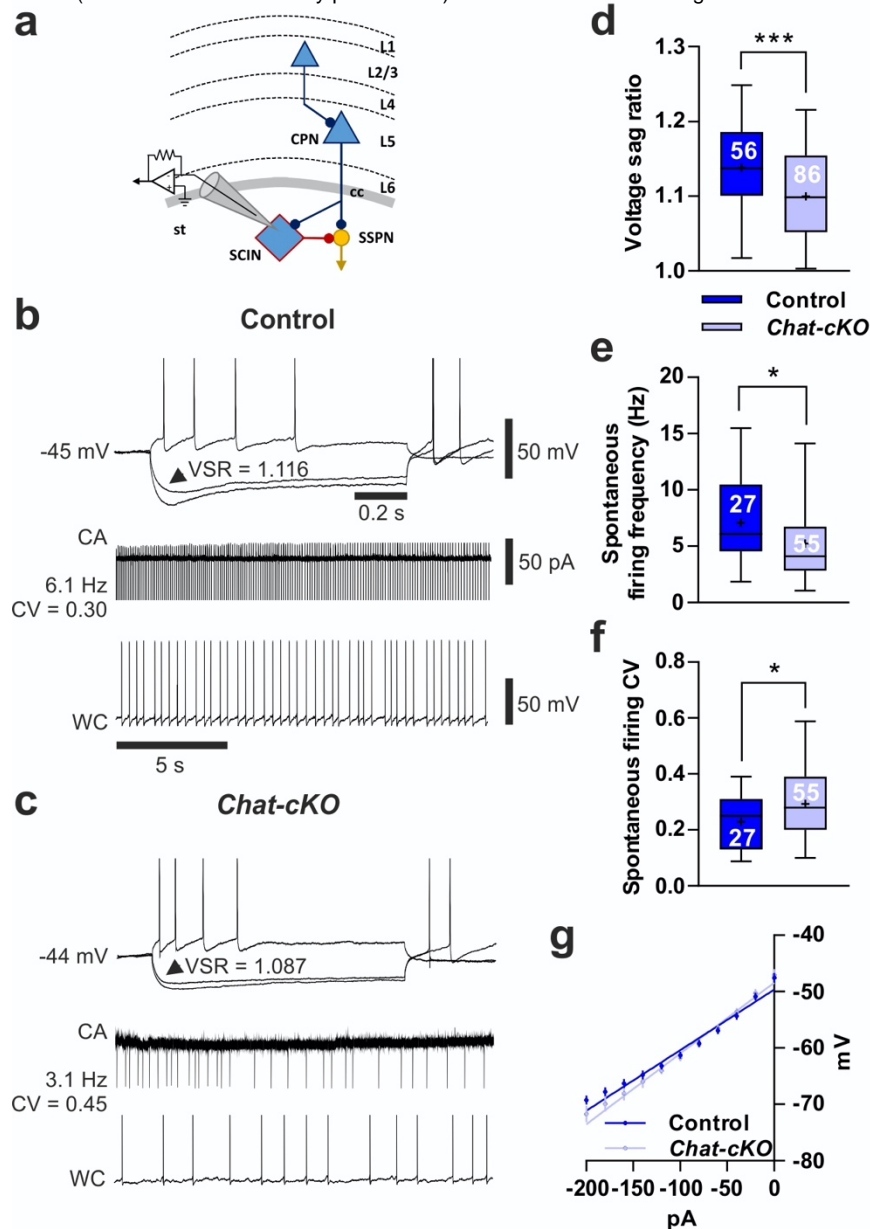 a
L1
L2/3
L4
CPN
L5
L6
cc
st
SCIN
SSPN
b
Control
-45 mV
VSR = 1.116
50 mV
0.2 s
CA
50 pA
6.1 Hz
CV = 0.30
WC
50 mV
5 s
c
Chat-cKO
-44 mV
VSR = 1.087
CA
3.1 Hz
CV = 0.45
WC
d
***
Voltage sag ratio
1.3
1.2
1.1
1.0
56
86
Control
Chat-cKO
e
*
Spontaneous
firing frequency (Hz)
20
15
10
5
0
27
55
f
*
Spontaneous firing CV
0.8
0.6
0.4
0.2
0.0
27
55
g
-40
-50
-60
-70
-80
mV
Control
Chat-cKO
-200 -150 -100 -50 0
pA